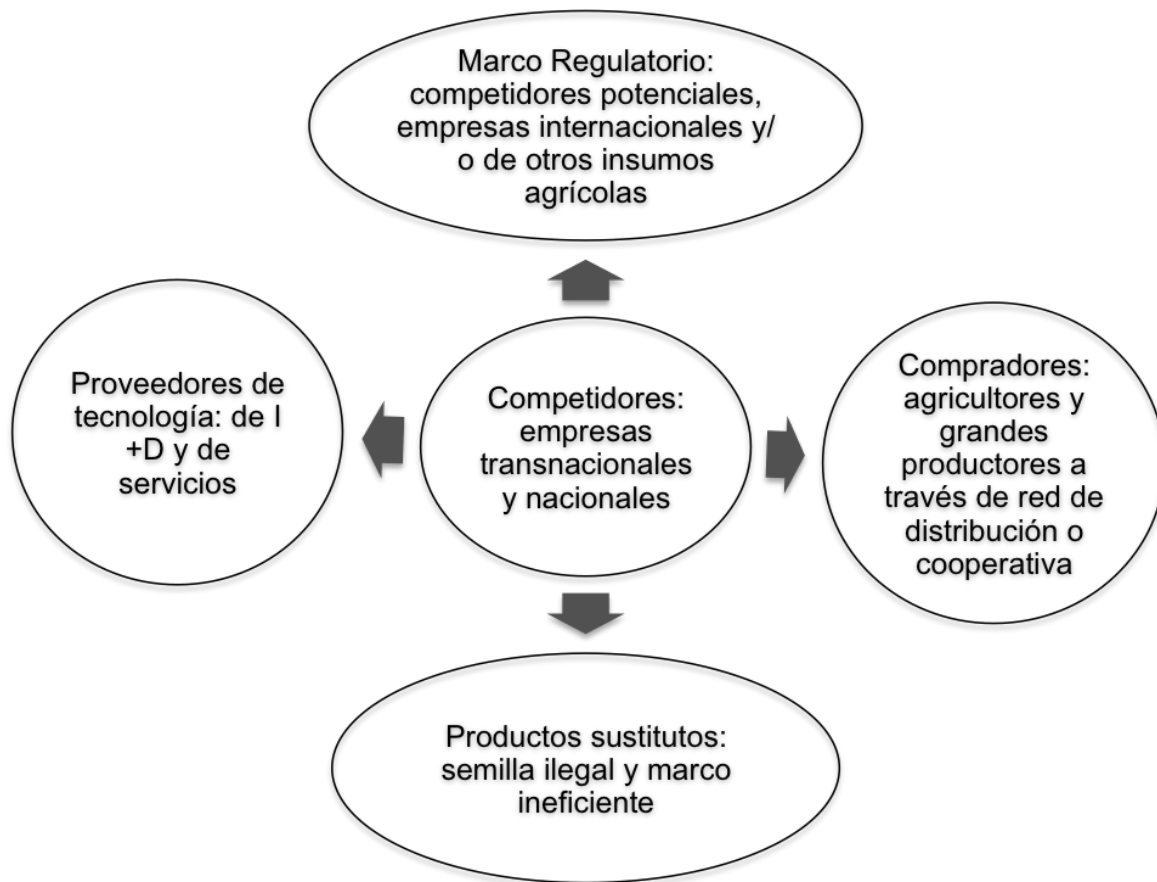 Marco Regulatorio:
competidores potenciales,
empresas internacionales y/
o de otros insumos
agrícolas
Proveedores de
tecnología: de I
+D y de
servicios
Competidores:
empresas
transnacionales
y nacionales
Compradores:
agricultores y
grandes
productores a
través de red de
distribución o
cooperativa
Productos sustitutos:
semilla ilegal y marco
ineficiente